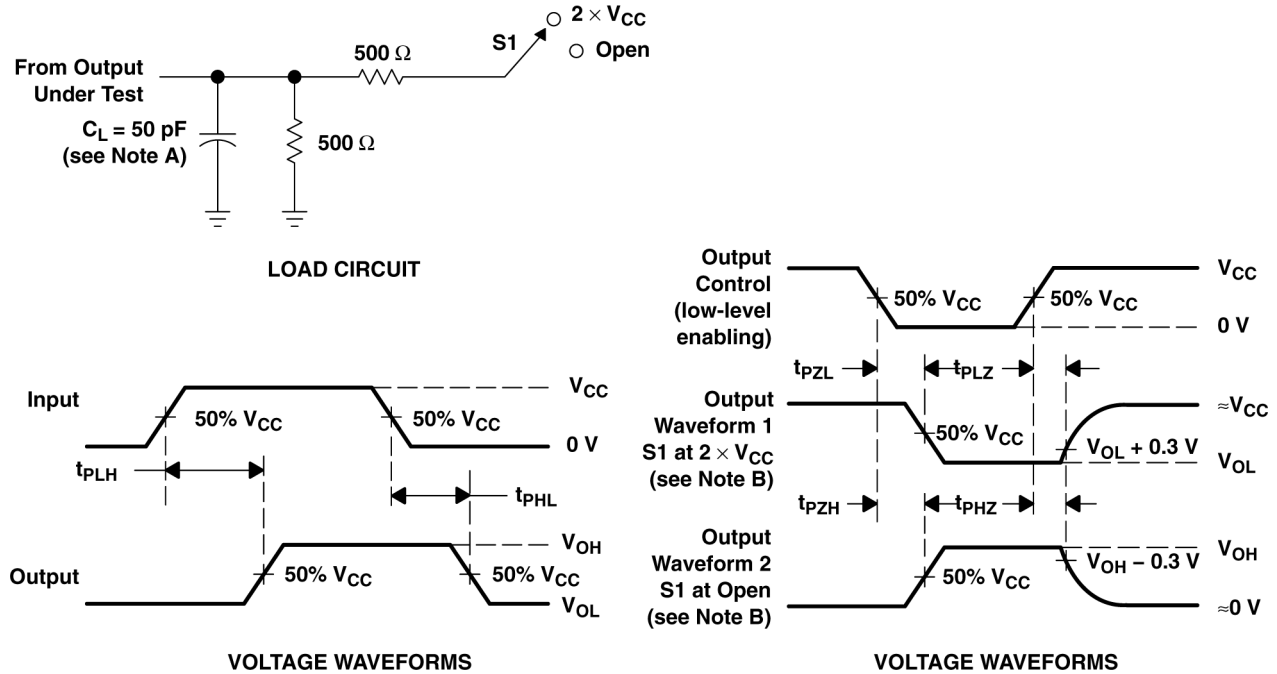 2 × VCC
S1
Open
500 Ω
From Output
Under Test
CL = 50 pF
(see Note A)
500 Ω
LOAD CIRCUIT
Input
VCC
50% VCC
50% VCC
0 V
tPLH
tPHL
Output
VOH
50% VCC
50% VCC
VOL
VOLTAGE WAVEFORMS
Output
Control
(low-level
enabling)
VCC
50% VCC
50% VCC
0 V
tPZL
tPLZ
Output
Waveform 1
S1 at 2 × VCC
(see Note B)
≈VCC
50% VCC
VOL + 0.3 V
VOL
tPZH
tPHZ
Output
Waveform 2
S1 at Open
(see Note B)
VOH
VOH − 0.3 V
50% VCC
≈0 V
VOLTAGE WAVEFORMS